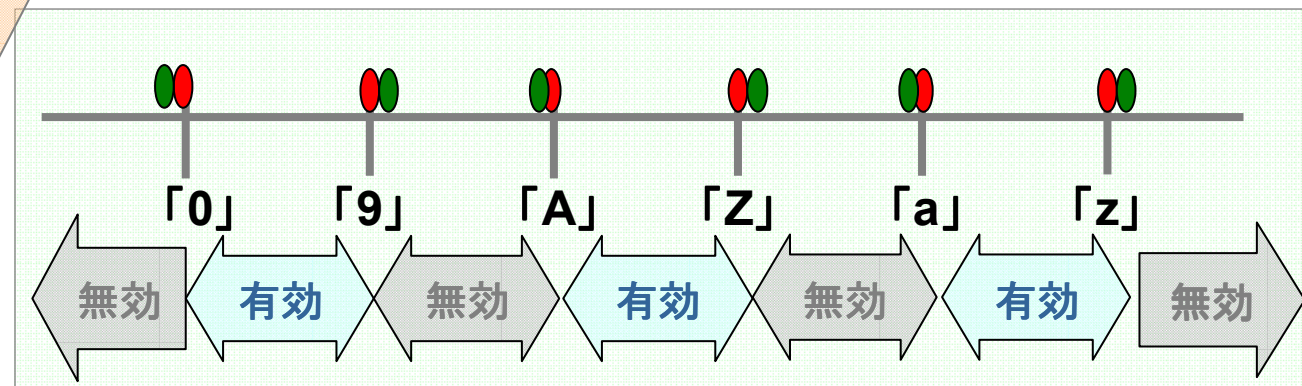 「0」 「9」 「A」 「Z」 「a」 「z」
無効 有効 無効 有効 無効 有効 無効